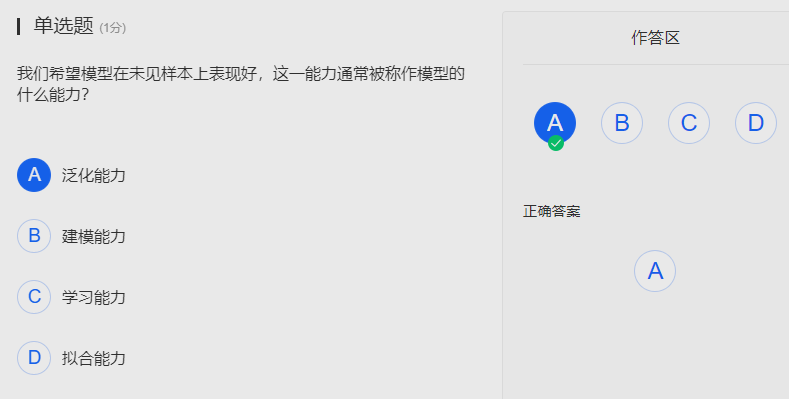 单选题 (1分)
我们希望模型在未见样本上表现好，这一能力通常被称作模型的
什么能力?
A 泛化能力
B 建模能力
C 学习能力
D 拟合能力
作答区
A B C D
正确答案
A